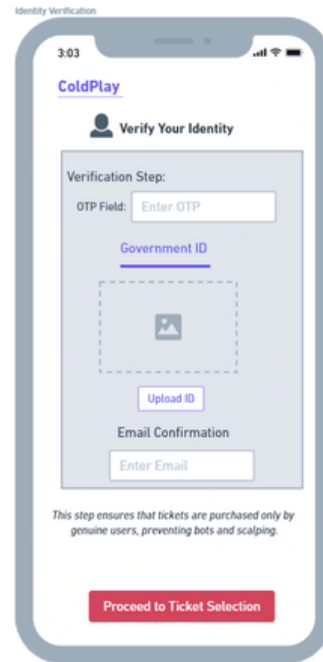 Identity Verification
3:03
ColdPlay
Verify Your Identity
Verification Step:
OTP Field: Enter OTP
Government ID
Upload ID
Email Confirmation
Enter Email
This step ensures that tickets are purchased only by
genuine users, preventing bots and scalping.
Proceed to Ticket Selection